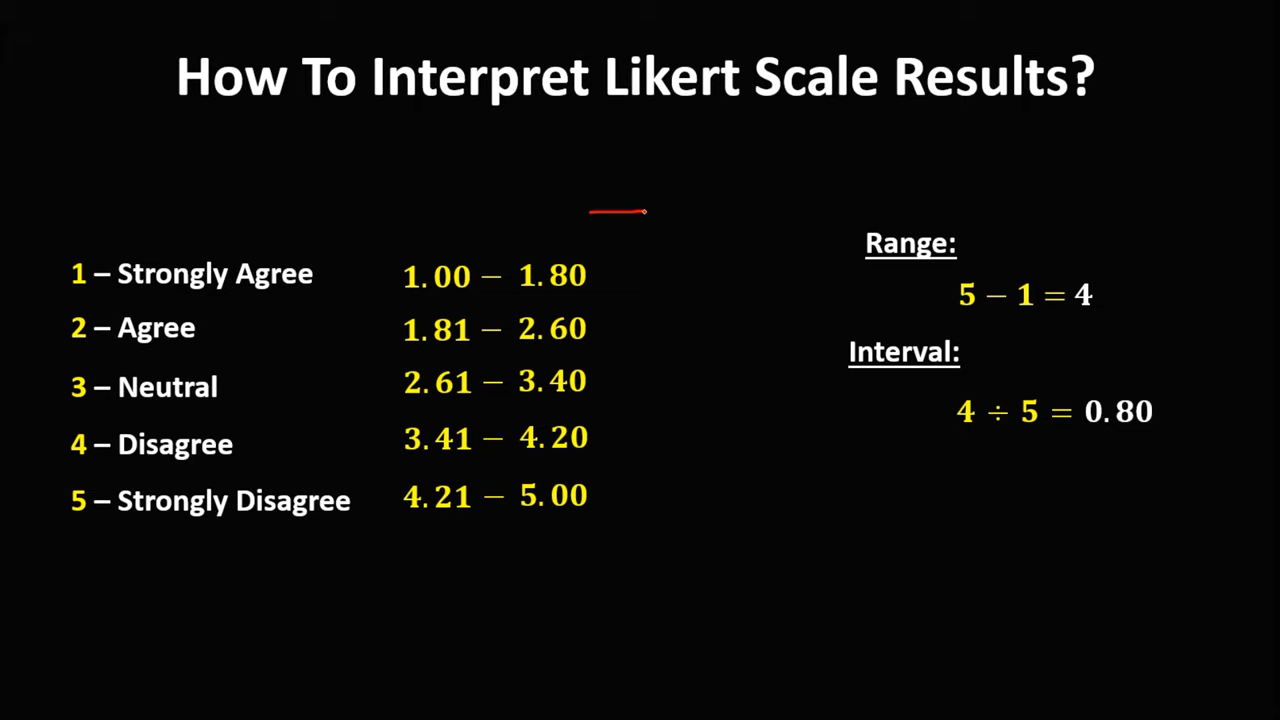 How To Interpret Likert Scale Results?
1 – Strongly Agree 1.00 – 1.80
2 – Agree 1.81 – 2.60
3 – Neutral 2.61 – 3.40
4 – Disagree 3.41 – 4.20
5 – Strongly Disagree 4.21 – 5.00
Range:
5 − 1 = 4
Interval:
4 ÷ 5 = 0.80